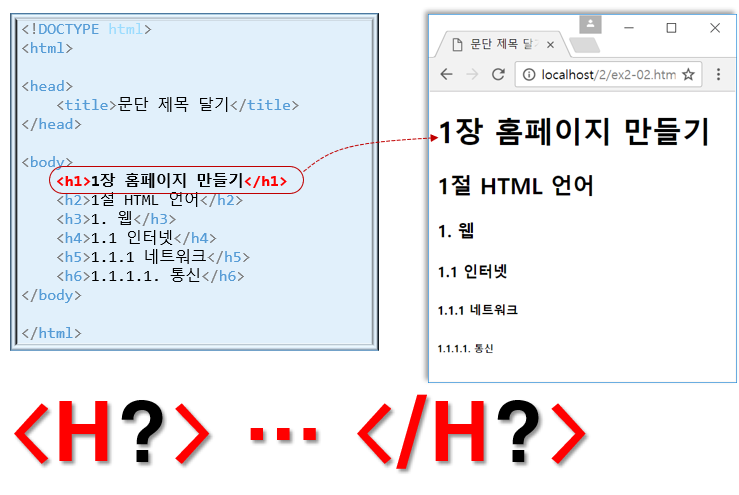 <!DOCTYPE html>
<html>
<head>
<title>문단 제목 달기</title>
</head>
<body>
<h1>1장 홈페이지 만들기</h1>
<h2>1절 HTML 언어</h2>
<h3>1. 웹</h3>
<h4>1.1 인터넷</h4>
<h5>1.1.1 네트워크</h5>
<h6>1.1.1.1. 통신</h6>
</body>
</html>
문단 제목 달기
localhost/2/ex2-02.htm
1장 홈페이지 만들기
1절 HTML 언어
1. 웹
1.1 인터넷
1.1.1 네트워크
1.1.1.1. 통신
<H?> ... </H?>